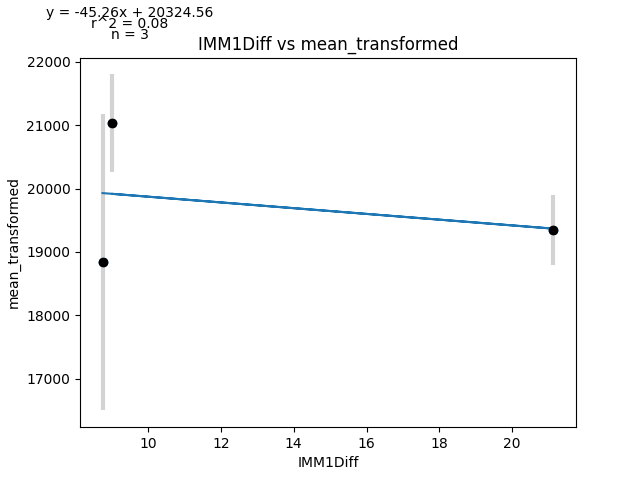 y = -45.26x + 20324.56
r^2 = 0.08
n = 3
IMM1Diff vs mean_transformed
22000
21000
20000
19000
18000
17000
mean_transformed
10
12
14
16
18
20
IMM1Diff